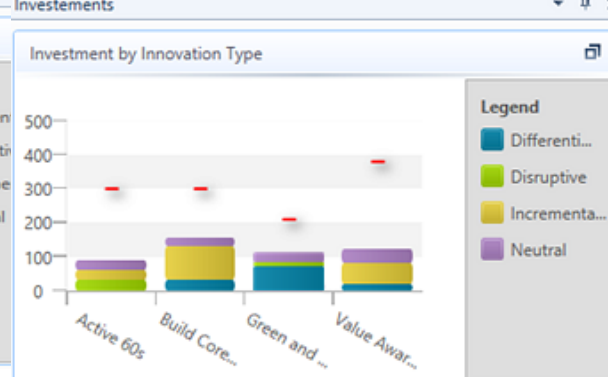 Investements
Investment by Innovation Type
500
400
300
200
100
0
Active 60s
Build Core...
Green and ...
Value Awar...
Legend
Differenti...
Disruptive
Incrementa...
Neutral